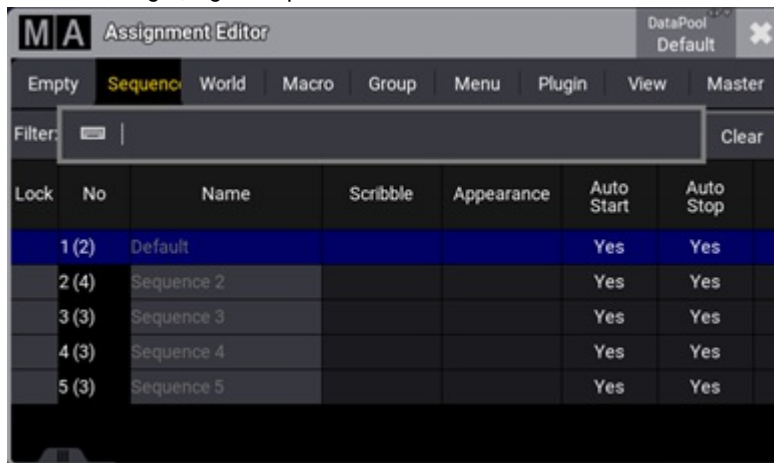 MA Assignment Editor DataPool Default
Empty Sequence World Macro Group Menu Plugin View Master
Filter: Clear
Lock No Name Scribble Appearance Auto Start Auto Stop
1 (2) Default Yes Yes
2 (4) Sequence 2 Yes Yes
3 (3) Sequence 3 Yes Yes
4 (3) Sequence 4 Yes Yes
5 (3) Sequence 5 Yes Yes